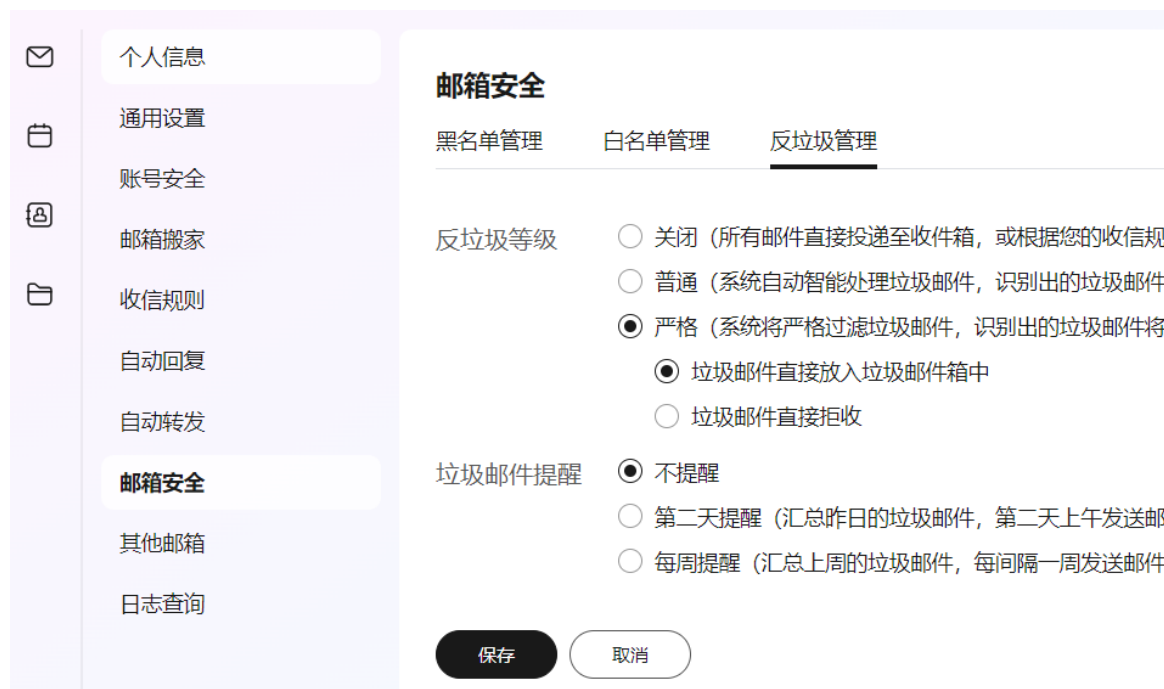 个人信息
通用设置
账号安全
邮箱搬家
收信规则
自动回复
自动转发
邮箱安全
其他邮箱
日志查询
邮箱安全
黑名单管理 白名单管理 反垃圾管理
反垃圾等级
关闭（所有邮件直接投递至收件箱，或根据您的收信规
普通（系统自动智能处理垃圾邮件，识别出的垃圾邮件
严格（系统将严格过滤垃圾邮件，识别出的垃圾邮件将
垃圾邮件直接放入垃圾邮件箱中
垃圾邮件直接拒收
垃圾邮件提醒
不提醒
第二天提醒（汇总昨日的垃圾邮件，第二天上午发送邮
每周提醒（汇总上周的垃圾邮件，每间隔一周发送邮件
保存 取消